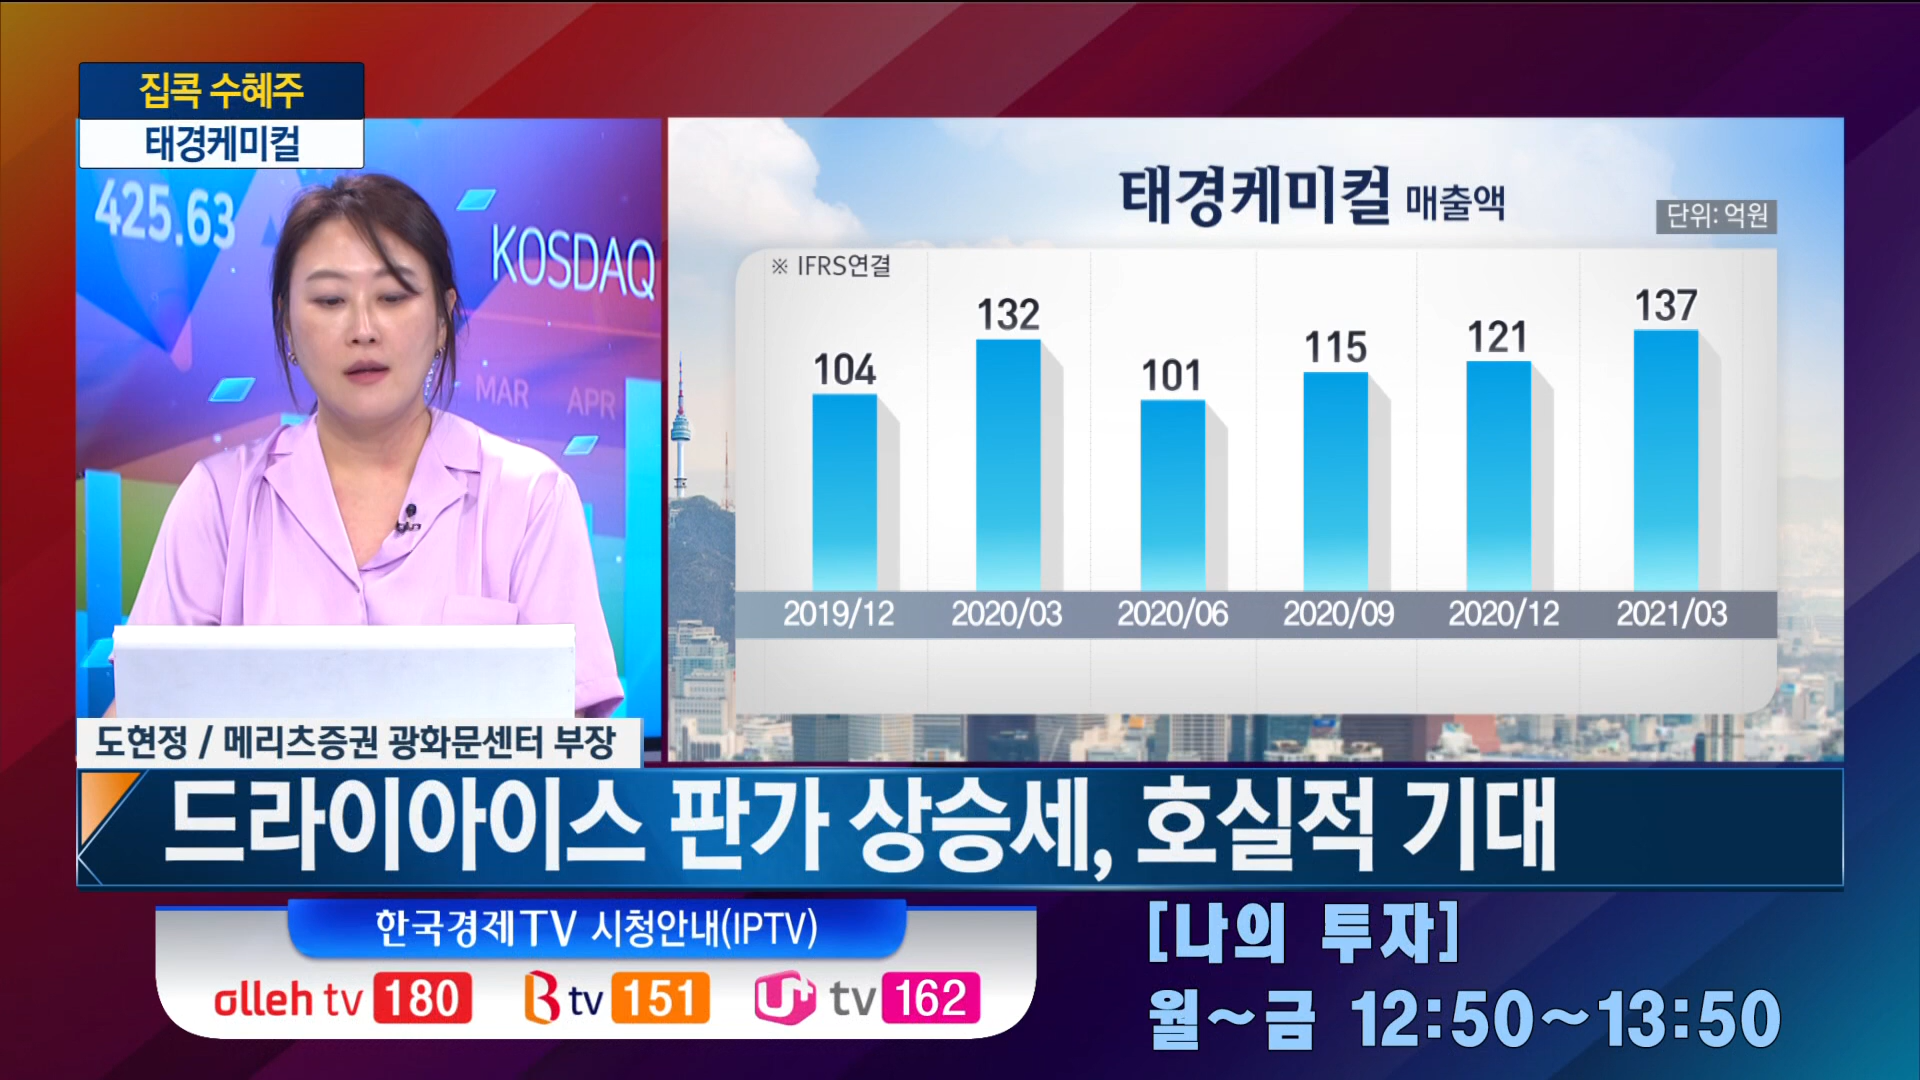 집콕 수혜주
태경케미컬
425.63
KOSDAQ
MAR APR
태경케미컬 매출액
단위: 억원
※ IFRS연결
104 132 101 115 121 137
2019/12 2020/03 2020/06 2020/09 2020/12 2021/03
도현정 / 메리츠증권 광화문센터 부장
드라이아이스 판가 상승세, 호실적 기대
한국경제TV 시청안내(IPTV)
olleh tv 180 B tv 151 U+ tv 162
[나의 투자]
월~금 12:50~13:50